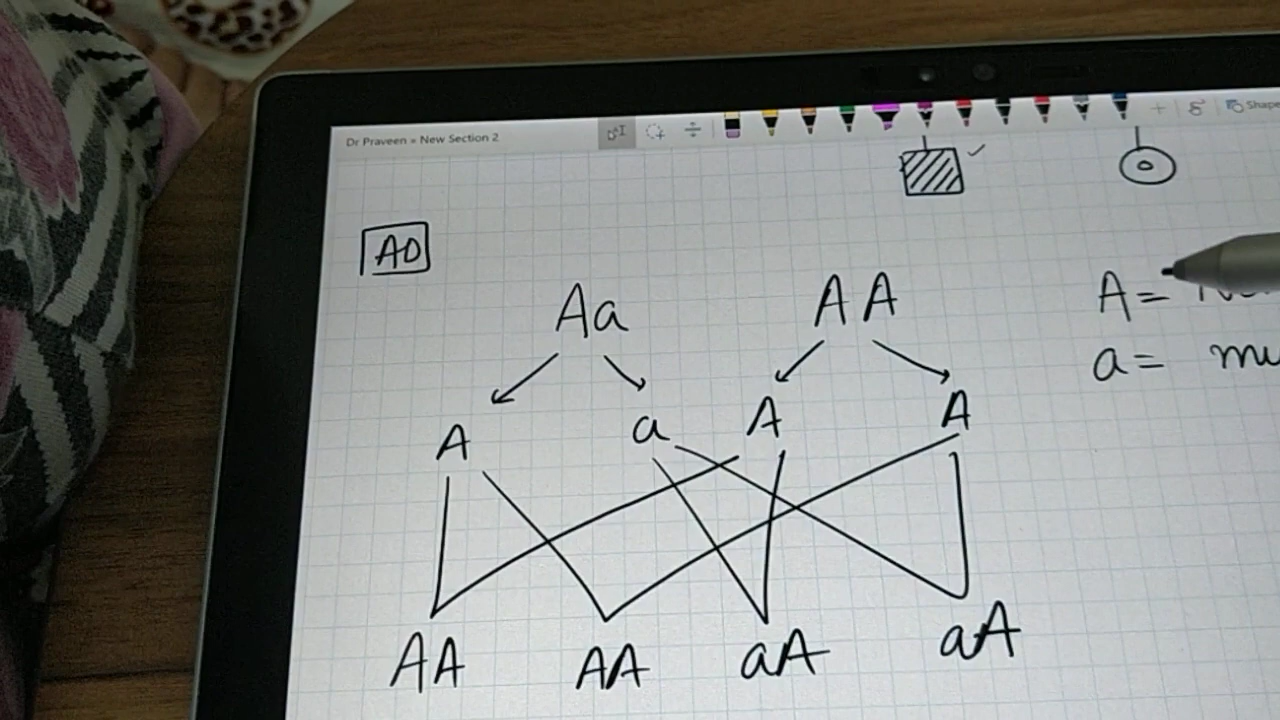 Dr Praveen » New Section 2
Shape
AD
Aa AA
A =
a =
A a A A
AA AA aA aA